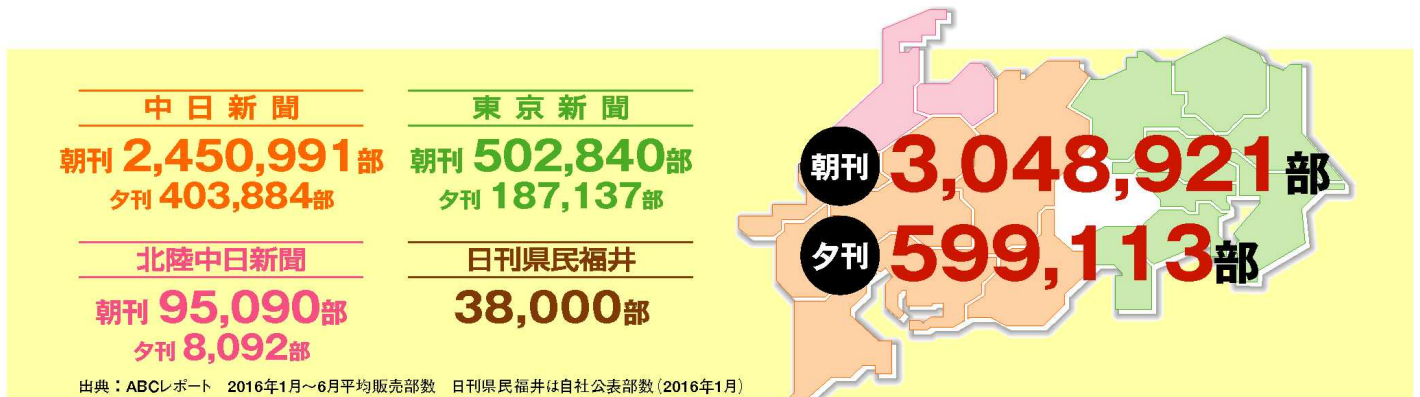 中日新聞
朝刊 2,450,991部
夕刊 403,884部
東京新聞
朝刊 502,840部
夕刊 187,137部
北陸中日新聞
朝刊 95,090部
夕刊 8,092部
日刊県民福井
38,000部
朝刊 3,048,921部
夕刊 599,113部
出典：ABCレポート　2016年1月～6月平均販売部数　日刊県民福井は自社公表部数（2016年1月）